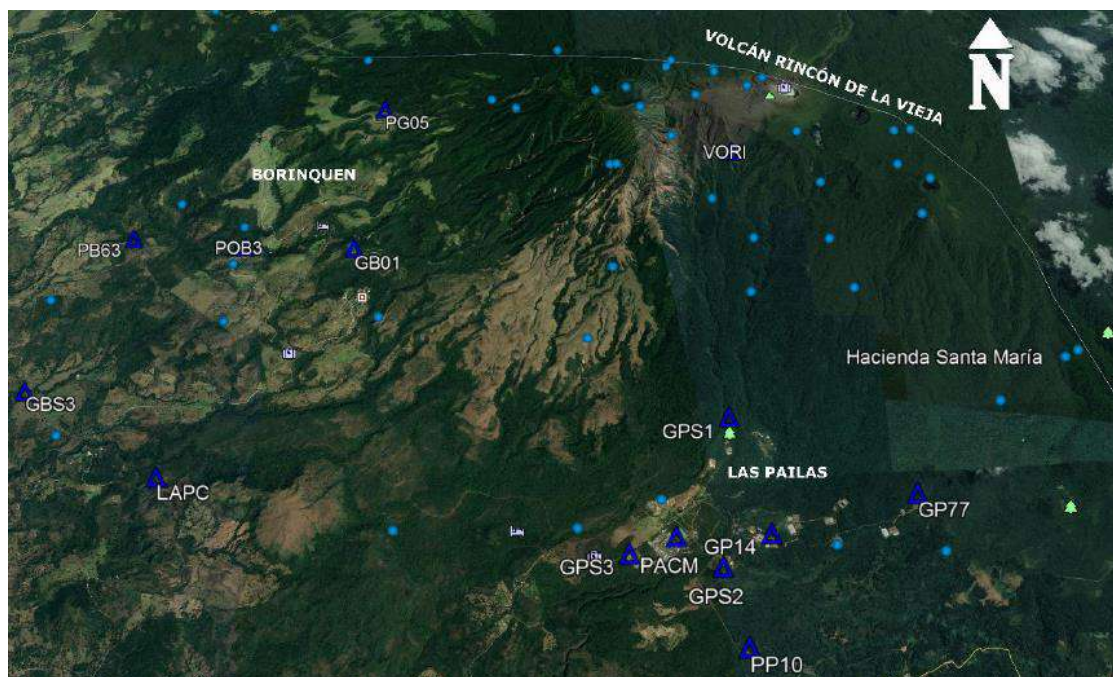 VOLCÁN RINCÓN DE LA VIEJA
N
PG05
VORI
BORINQUEN
PB63
POB3
GB01
Hacienda Santa María
GBS3
GPS1
LAS PAILAS
LAPC
GP77
GPS3
PACM
GP14
GPS2
PP10